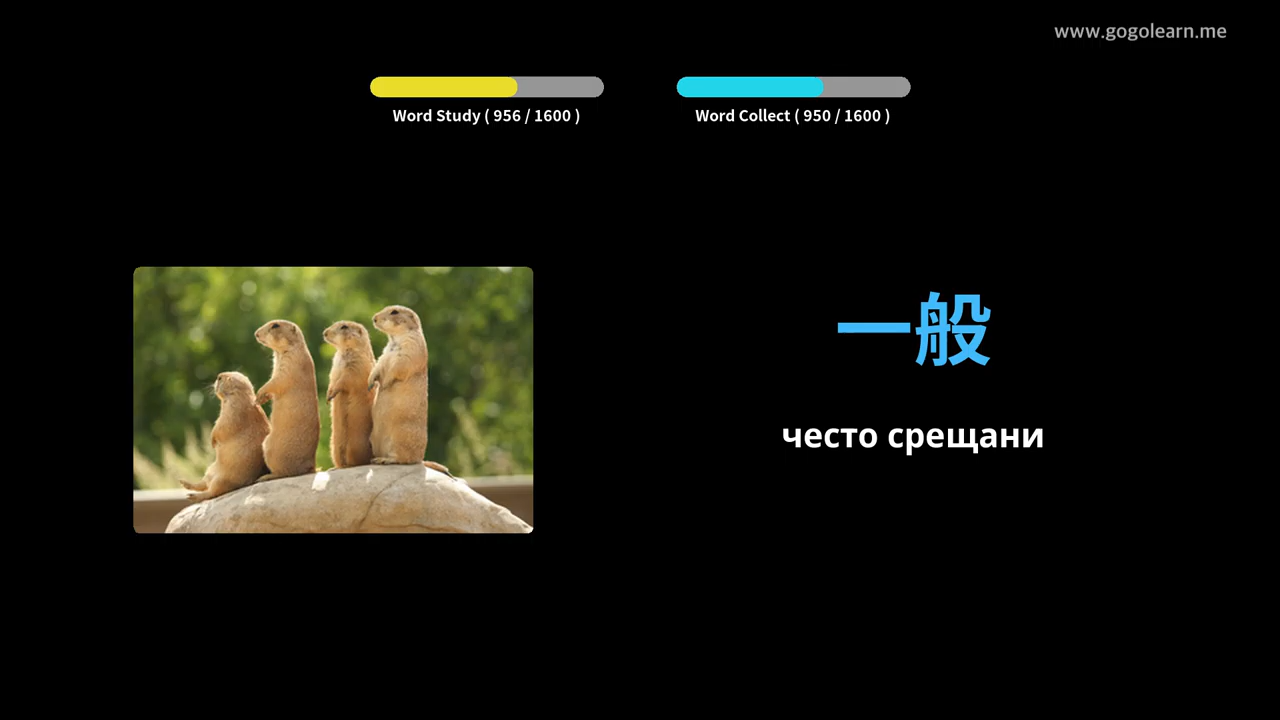 www.gogolearn.me
Word Study ( 956 / 1600 )
Word Collect ( 950 / 1600 )
一般
често срещани